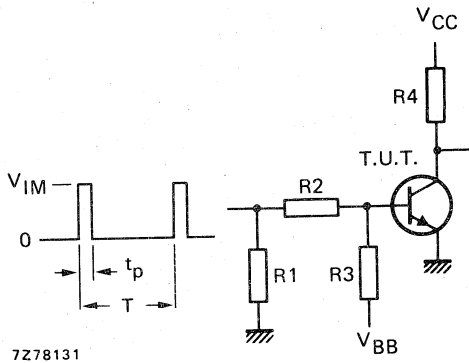 V_CC
R4
T.U.T.
V_IM
R2
0
t_p
R1
R3
T
V_BB
7Z78131